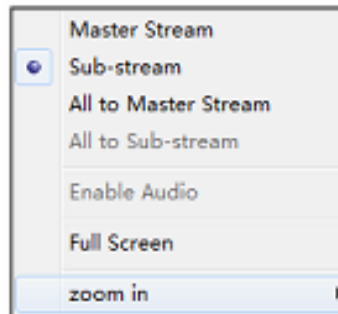 Master Stream
Sub-stream
All to Master Stream
All to Sub-stream
Enable Audio
Full Screen
zoom in